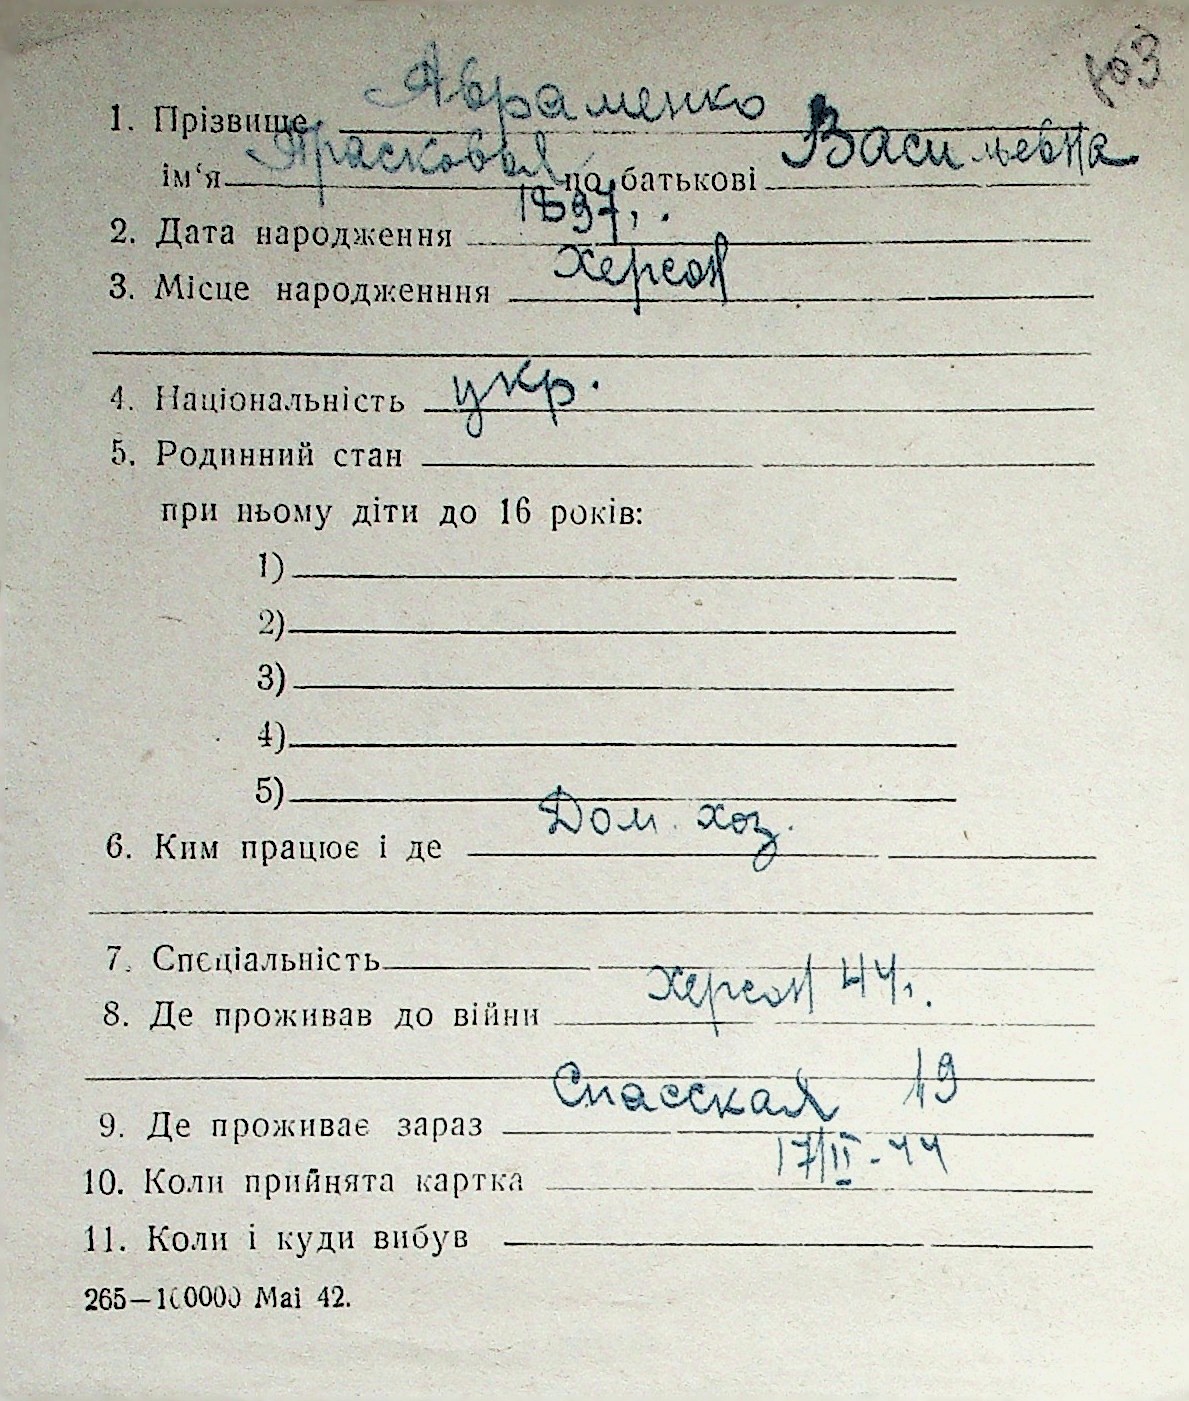 103
1. Прізвище Авраменко
ім‘я Прасковья по батькові Васильевна
2. Дата народження 1897.
3. Місце народженння Херсон
4. Національність укр.
5. Родинний стан
при ньому діти до 16 років:
1)
2)
3)
4)
5)
6. Ким працює і де Дом. хоз.
7. Спеціальність
8. Де проживав до війни Херсон 44.
9. Де проживає зараз Спасская 19
10. Коли прийнята картка 17/II-44
11. Коли і куди вибув
265—100000 Mai 42.